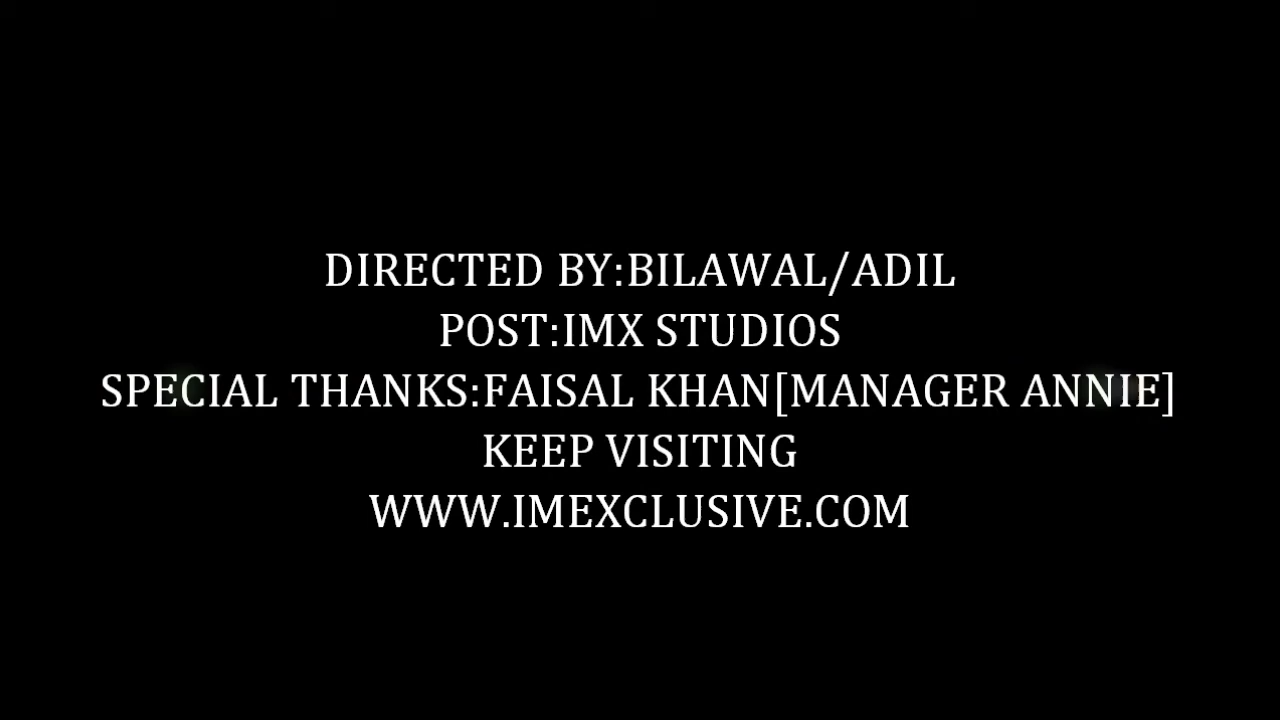 DIRECTED BY:BILAWAL/ADIL
POST:IMX STUDIOS
SPECIAL THANKS:FAISAL KHAN[MANAGER ANNIE]
KEEP VISITING
WWW.IMEXCLUSIVE.COM